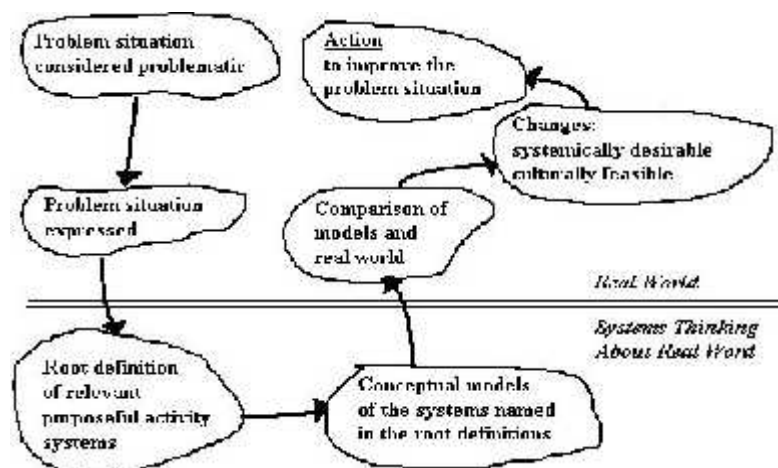 Problem situation
considered problematic
Problem situation
expressed
Root definition
of relevant
purposeful activity
systems
Conceptual models
of the systems named
in the root definitions
Comparison of
models and
real world
Changes:
systemically desirable
culturally feasible
Action
to improve the
problem situation
Real World
Systems Thinking
About Real Word